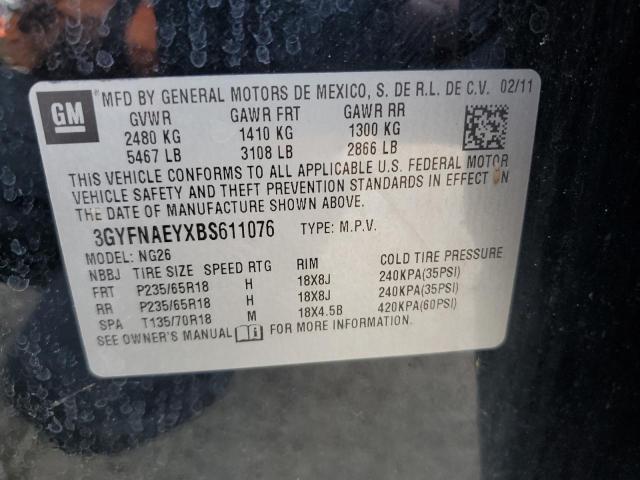 GM
MFD BY GENERAL MOTORS DE MEXICO, S. DE R.L. DE C.V. 02/11
GVWR GAWR FRT GAWR RR
2480 KG 1410 KG 1300 KG
5467 LB 3108 LB 2866 LB
THIS VEHICLE CONFORMS TO ALL APPLICABLE U.S. FEDERAL MOTOR
VEHICLE SAFETY AND THEFT PREVENTION STANDARDS IN EFFECT ON
THE DATE OF MANUFACTURE SHOWN ABOVE.
3GYFNAEYXBS611076 TYPE: M.P.V.
MODEL: NG26
NBBJ TIRE SIZE SPEED RTG RIM COLD TIRE PRESSURE
FRT P235/65R18 H 18X8J 240KPA(35PSI)
RR P235/65R18 H 18X8J 240KPA(35PSI)
SPA T135/70R18 M 18X4.5B 420KPA(60PSI)
SEE OWNER'S MANUAL FOR MORE INFORMATION.